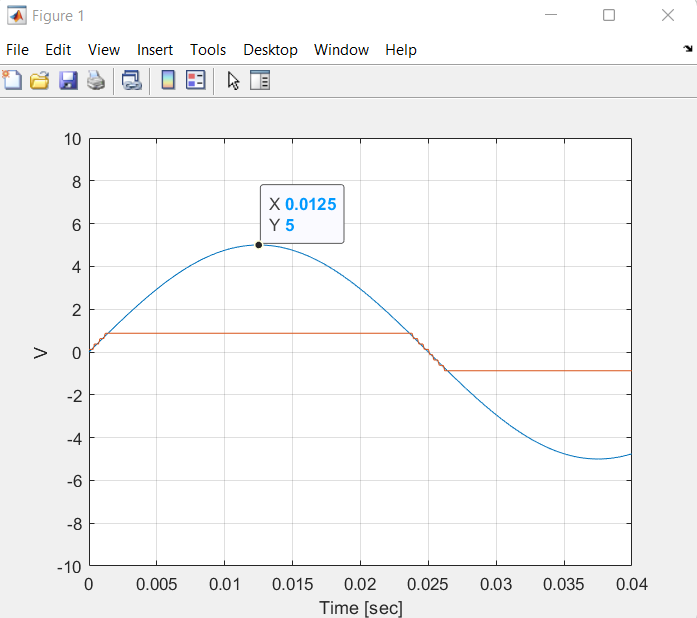 Figure 1
File Edit View Insert Tools Desktop Window Help
10
8
6
4
2
0
-2
-4
-6
-8
-10
V
X 0.0125
Y 5
0 0.005 0.01 0.015 0.02 0.025 0.03 0.035 0.04
Time [sec]